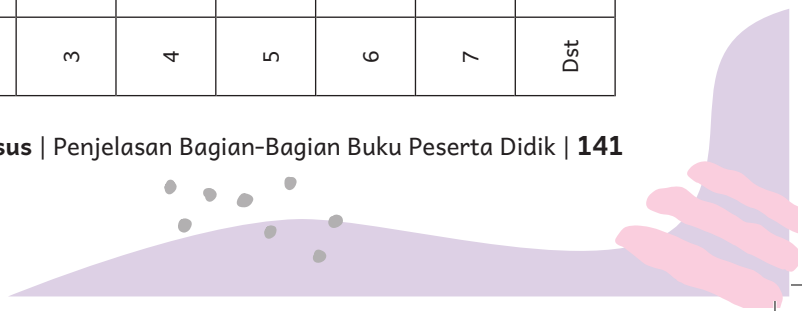 3 4 5 6 7 Dst
sus | Penjelasan Bagian-Bagian Buku Peserta Didik | 141